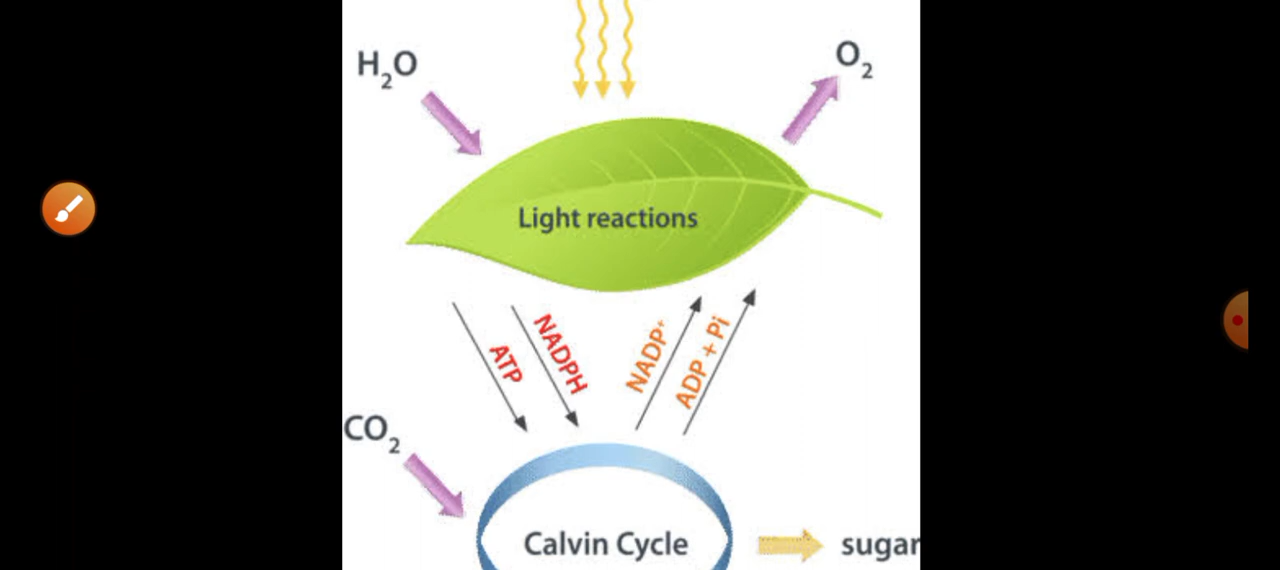 H₂O
O₂
Light reactions
ATP
NADPH
NADP⁺
ADP + Pi
CO₂
Calvin Cycle
sugar